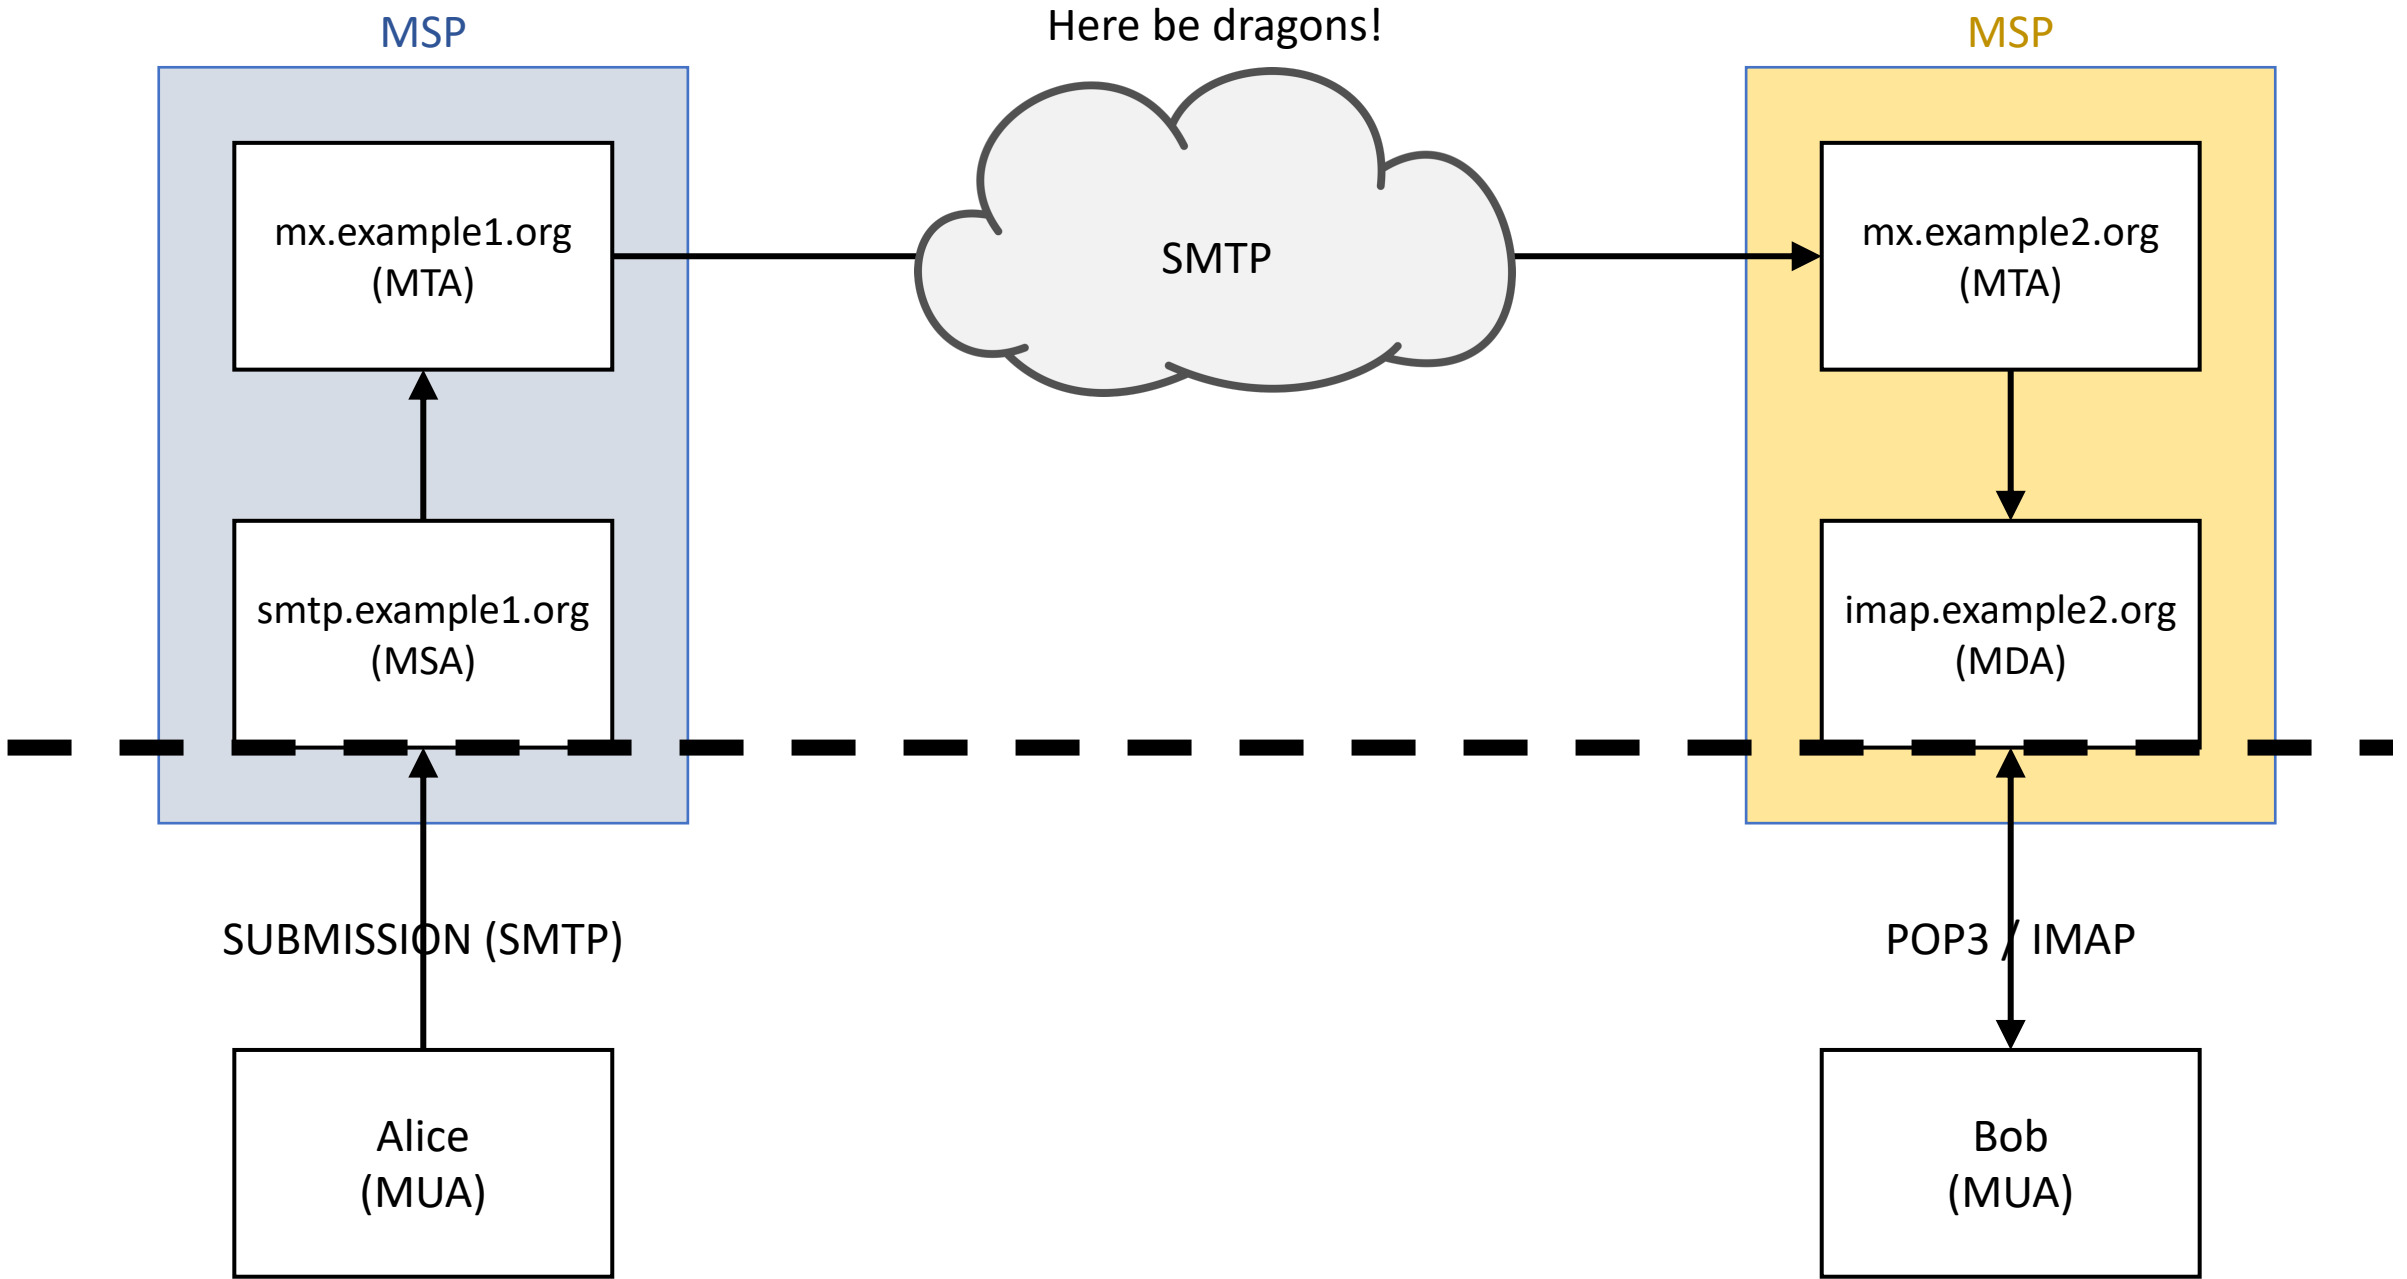 MSP
Here be dragons!
MSP
mx.example1.org
(MTA)
SMTP
mx.example2.org
(MTA)
smtp.example1.org
(MSA)
imap.example2.org
(MDA)
SUBMISSION (SMTP)
POP3 / IMAP
Alice
(MUA)
Bob
(MUA)